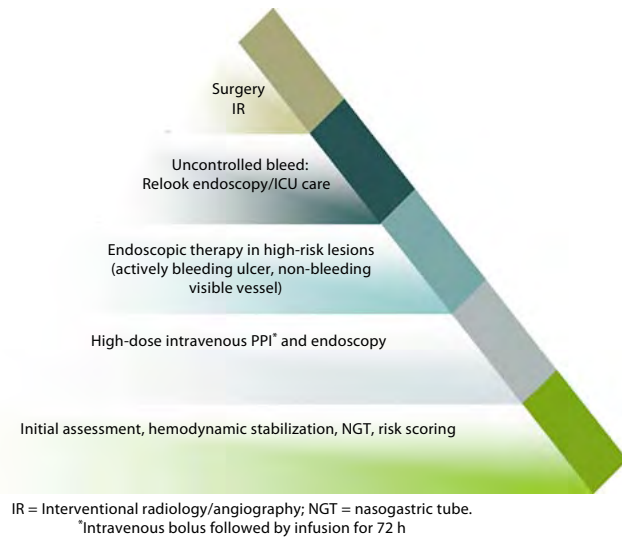 Surgery
IR
Uncontrolled bleed:
Relook endoscopy/ICU care
Endoscopic therapy in high-risk lesions
(actively bleeding ulcer, non-bleeding
visible vessel)
High-dose intravenous PPI* and endoscopy
Initial assessment, hemodynamic stabilization, NGT, risk scoring
IR = Interventional radiology/angiography; NGT = nasogastric tube.
*Intravenous bolus followed by infusion for 72 h